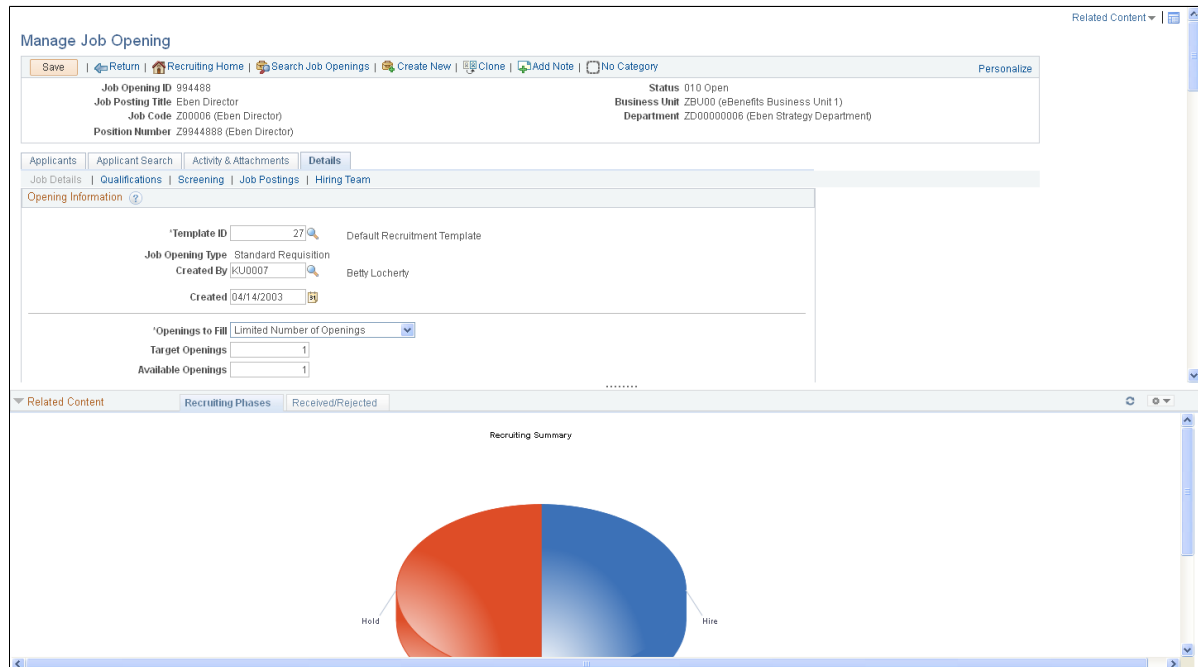 Related Content
Manage Job Opening
Save | Return | Recruiting Home | Search Job Openings | Create New | Clone | Add Note | No Category Personalize
Job Opening ID 994488 Status 010 Open
Job Posting Title Eben Director Business Unit ZBU00 (eBenefits Business Unit 1)
Job Code Z00006 (Eben Director) Department ZD00000006 (Eben Strategy Department)
Position Number Z9944888 (Eben Director)
Applicants Applicant Search Activity & Attachments Details
Job Details | Qualifications | Screening | Job Postings | Hiring Team
Opening Information ?
*Template ID 27 Default Recruitment Template
Job Opening Type Standard Requisition
Created By KU0007 Betty Locherty
Created 04/14/2003 31
*Openings to Fill Limited Number of Openings
Target Openings 1
Available Openings 1
Related Content Recruiting Phases Received/Rejected
Recruiting Summary
Hold Hire